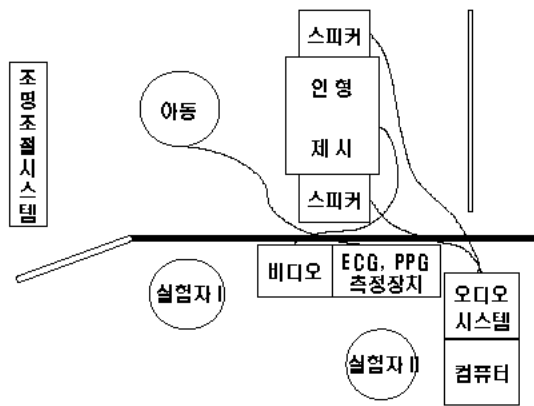 스피커
조명조절시스템
아동
인 형
제 시
스피커
비디오
ECG, PPG
측정장치
실험자 I
오디오
시스템
실험자 II
컴퓨터